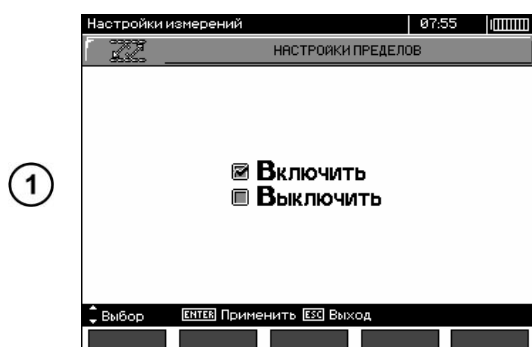 Настройки измерений 07:55
НАСТРОЙКИ ПРЕДЕЛОВ
1
Включить
Выключить
Выбор ENTER Применить ESC Выход